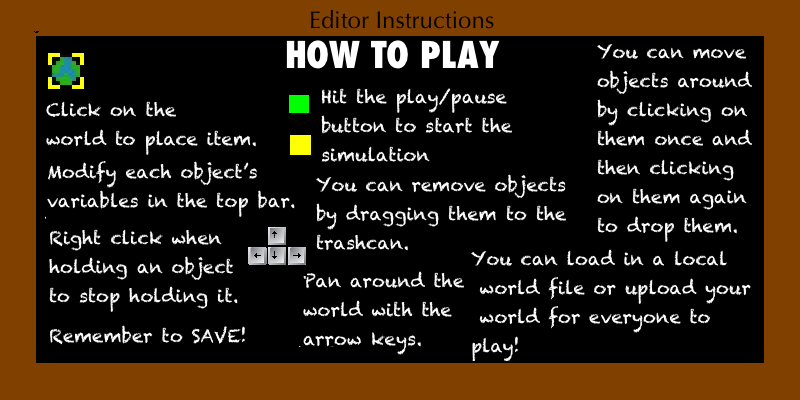 Editor Instructions
HOW TO PLAY
Click on the
world to place item.
Modify each object's
variables in the top bar.
Right click when
holding an object
to stop holding it.
Remember to SAVE!
Hit the play/pause
button to start the
simulation
You can remove objects
by dragging them to the
trashcan.
↑
← ↓ →
Pan around the
world with the
arrow keys.
You can move
objects around
by clicking on
them once and
then clicking
on them again
to drop them.
You can load in a local
world file or upload your
world for everyone to
play!